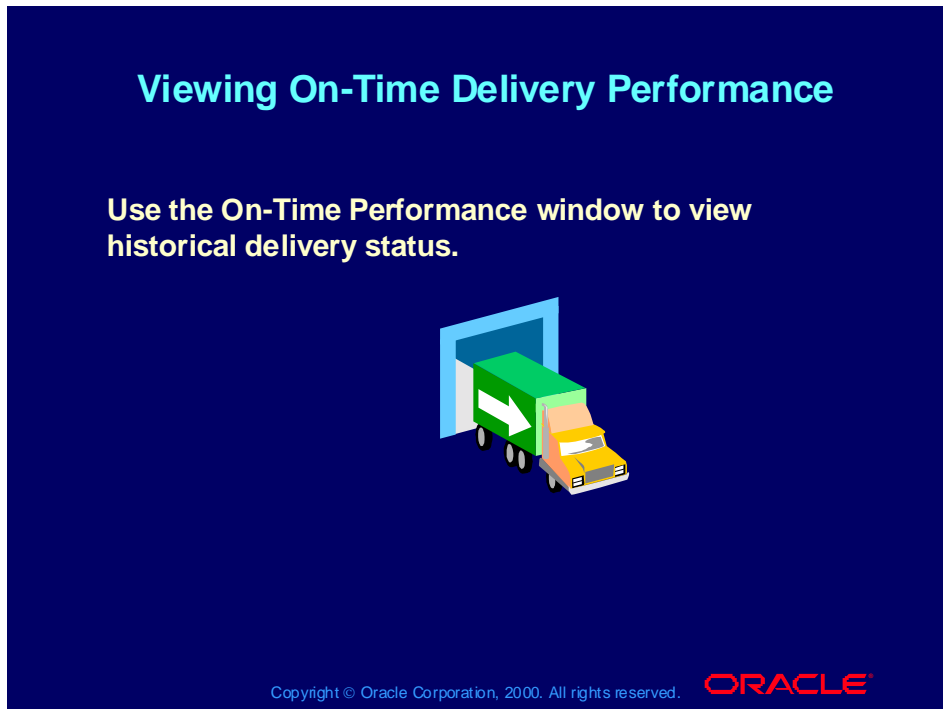 Viewing On-Time Delivery Performance
Use the On-Time Performance window to view
historical delivery status.
Copyright © Oracle Corporation, 2000. All rights reserved.
ORACLE®